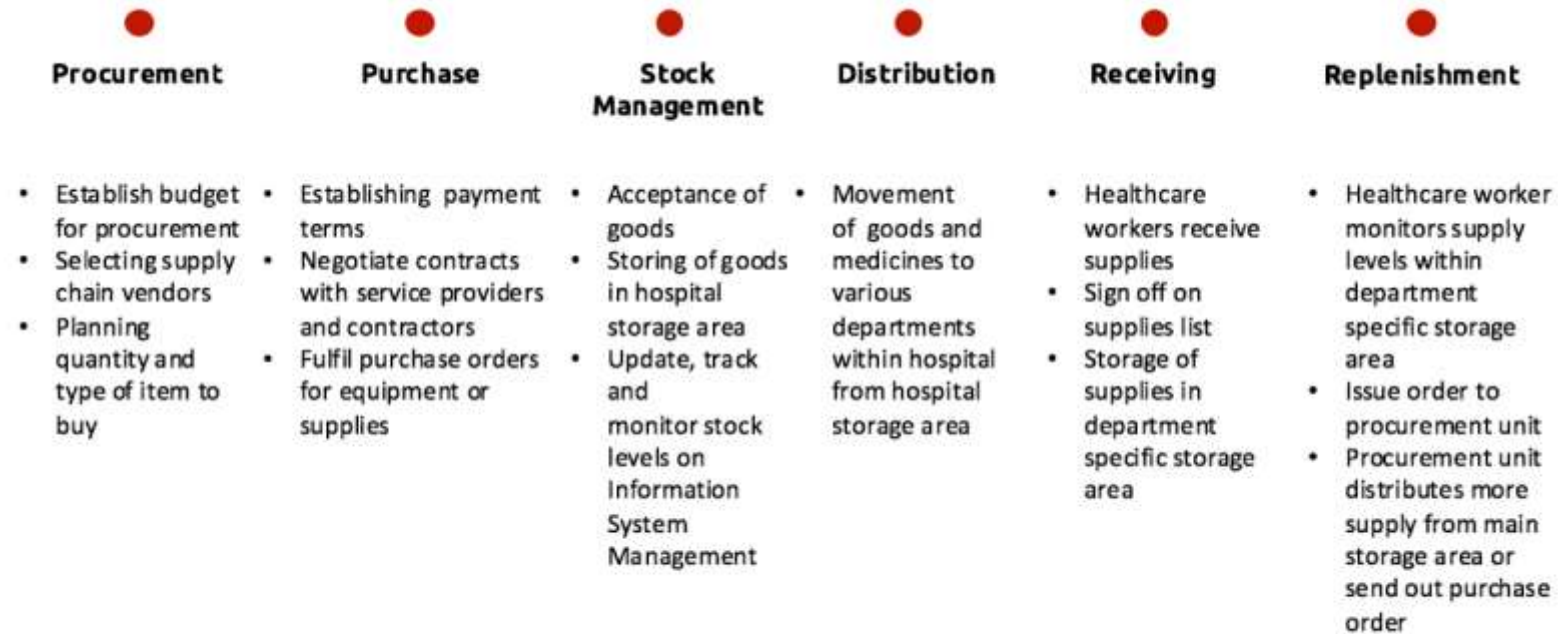 Procurement
Purchase
Stock
Management
Distribution
Receiving
Replenishment
• Establish budget
for procurement
• Selecting supply
chain vendors
• Planning
quantity and
type of item to
buy
• Establishing payment
terms
• Negotiate contracts
with service providers
and contractors
• Fulfil purchase orders
for equipment or
supplies
• Acceptance of
goods
• Storing of goods
in hospital
storage area
• Update, track
and
monitor stock
levels on
Information
System
Management
• Movement
of goods and
medicines to
various
departments
within hospital
from hospital
storage area
• Healthcare
workers receive
supplies
• Sign off on
supplies list
• Storage of
supplies in
department
specific storage
area
• Healthcare worker
monitors supply
levels within
department
specific storage
area
• Issue order to
procurement unit
• Procurement unit
distributes more
supply from main
storage area or
send out purchase
order